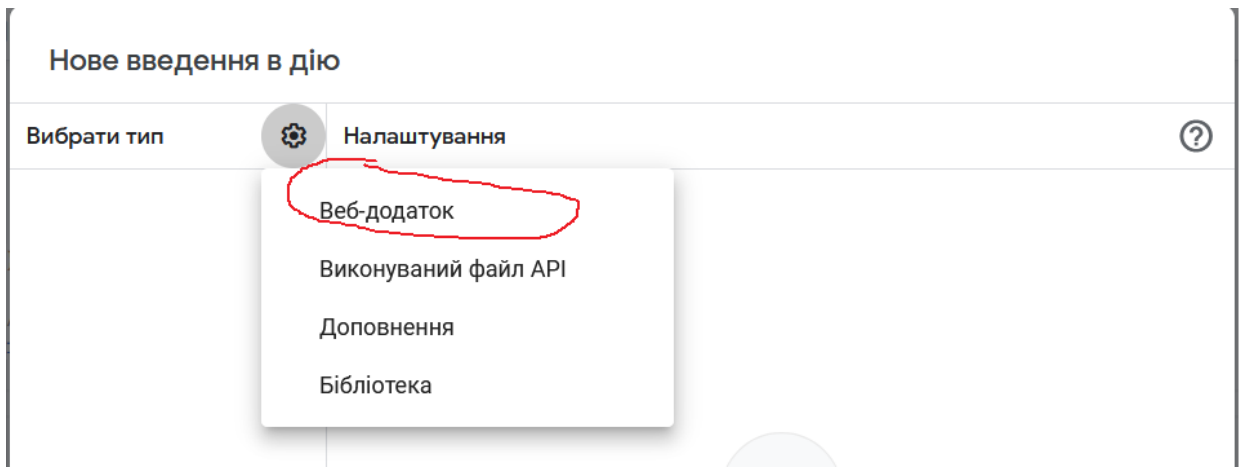 Нове введення в дію
Вибрати тип
Налаштування
Веб-додаток
Виконуваний файл API
Доповнення
Бібліотека